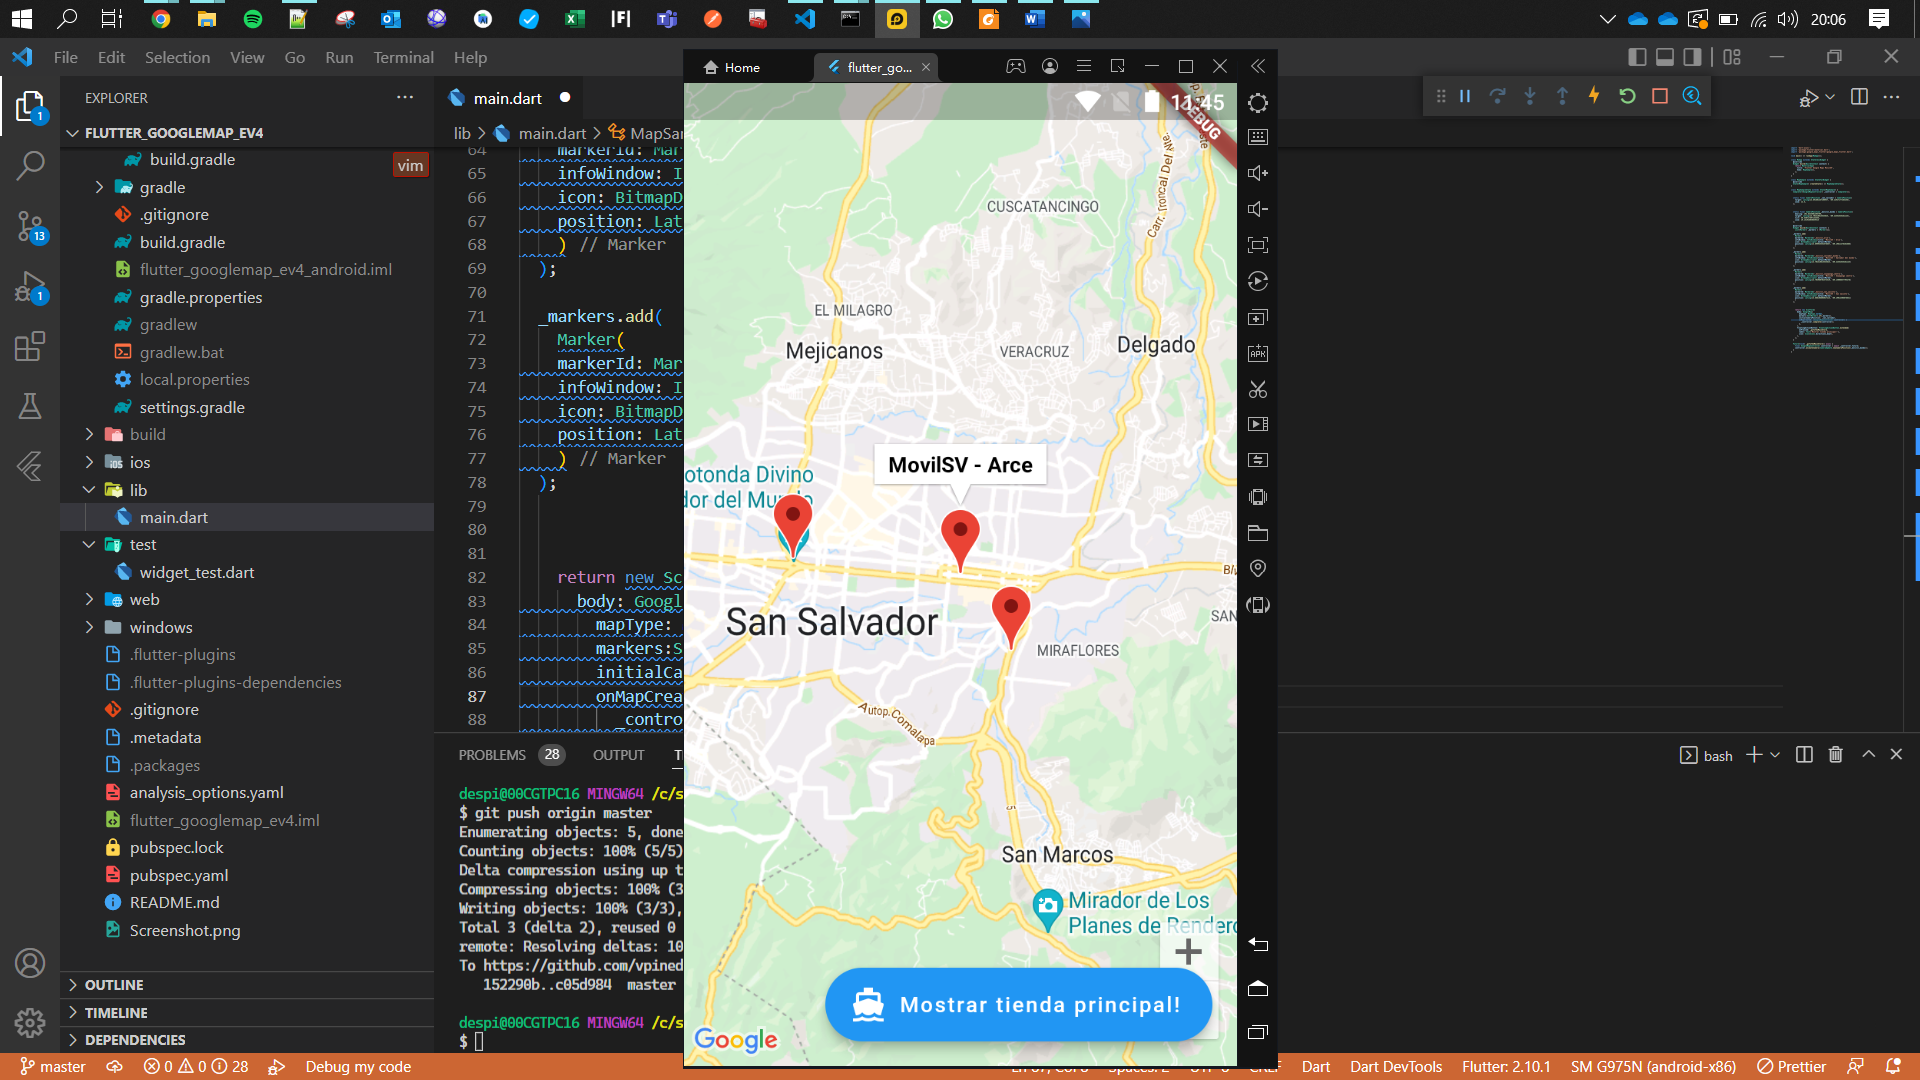 20:06
File Edit Selection View Go Run Terminal Help
Home
flutter_go...
EXPLORER
main.dart
FLUTTER_GOOGLEMAP_EV4
lib > main.dart > MapSa
build.gradle
vim
gradle
.gitignore
build.gradle
flutter_googlemap_ev4_android.iml
gradle.properties
gradlew
gradlew.bat
local.properties
settings.gradle
build
ios
lib
main.dart
test
widget_test.dart
web
windows
.flutter-plugins
.flutter-plugins-dependencies
.gitignore
.metadata
.packages
analysis_options.yaml
flutter_googlemap_ev4.iml
pubspec.lock
pubspec.yaml
README.md
Screenshot.png
OUTLINE
TIMELINE
DEPENDENCIES
64 markerId: Mar
65 infoWindow: I
66 icon: BitmapD
67 position: Lat
68 ) // Marker
69 );
70
71 _markers.add(
72 Marker(
73 markerId: Mar
74 infoWindow: I
75 icon: BitmapD
76 position: Lat
77 ) // Marker
78 );
79
80
81
82 return new Sc
83 body: Googl
84 mapType:
85 markers:S
86 initialCa
87 onMapCrea
88 _contro
PROBLEMS 28 OUTPUT
despi@00CGTPC16 MINGW64 /c/s
$ git push origin master
Enumerating objects: 5, done
Counting objects: 100% (5/5)
Delta compression using up t
Compressing objects: 100% (3
Writing objects: 100% (3/3),
Total 3 (delta 2), reused 0
remote: Resolving deltas: 10
To https://github.com/vpined
152290b..c05d984 master
despi@00CGTPC16 MINGW64 /c/s
$
11:45
DEBUG
Carr. Troncal Del Nte.
CUSCATANCINGO
EL MILAGRO
Mejicanos
VERACRUZ
Delgado
MovilSV - Arce
otonda Divino
dor del Mundo
San Salvador
MIRAFLORES
SAN
Autop. Comalapa
San Marcos
Mirador de Los
Planes de Rendero
Mostrar tienda principal!
Google
APK
bash
1
13
1
master 0 0 28 Debug my code
Dart Dart DevTools Flutter: 2.10.1 SM G975N (android-x86) Prettier